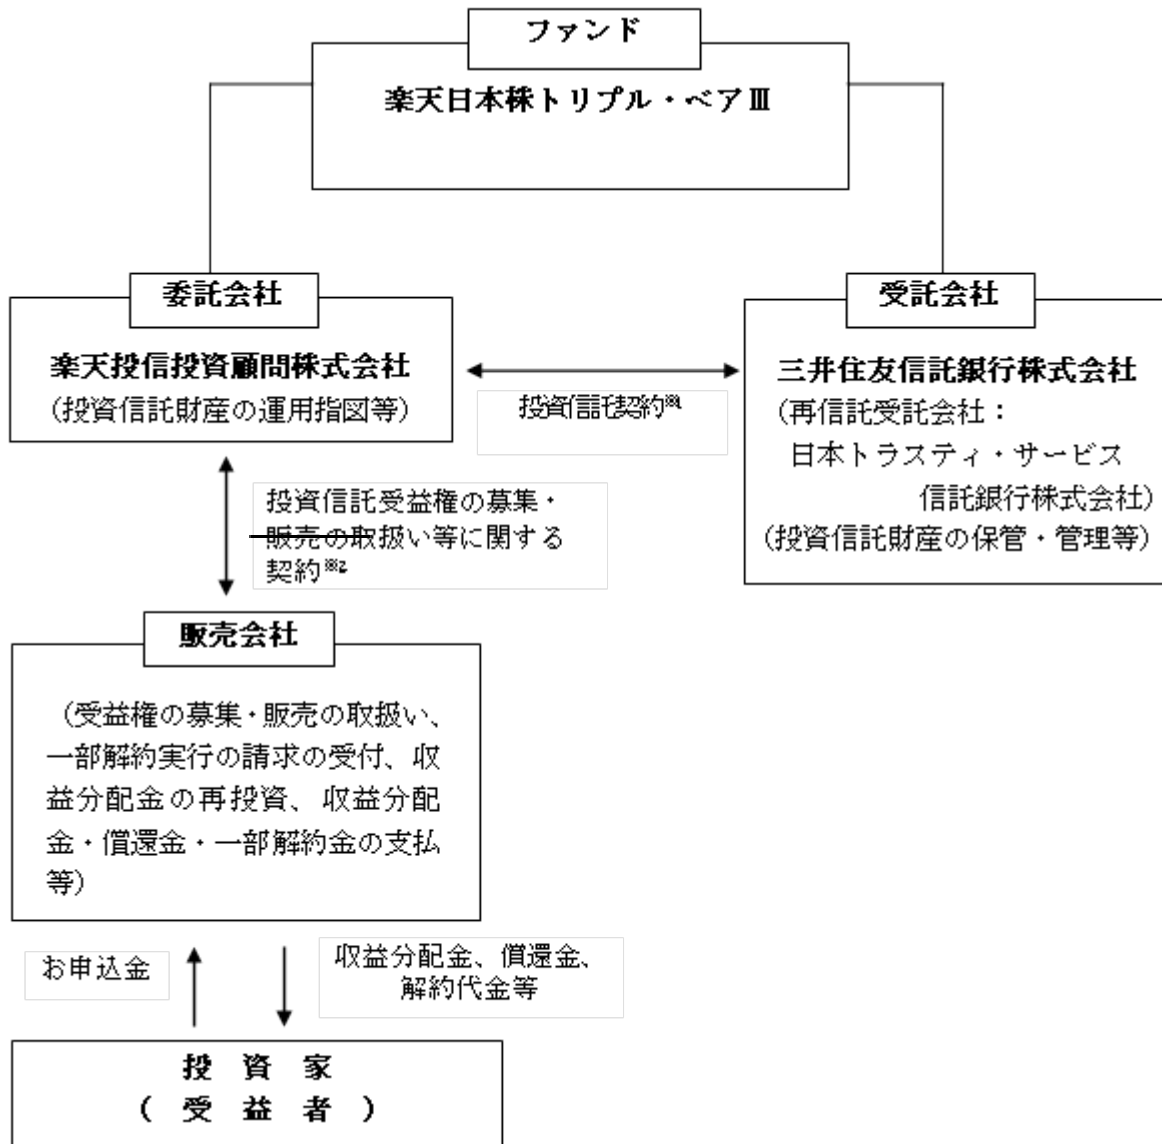 ファンド
楽天日本株トリプル・ベアⅢ
委託会社
楽天投信投資顧問株式会社
(投資信託財産の運用指図等)
投資信託契約※1
受託会社
三井住友信託銀行株式会社
(再信託受託会社:
日本トラスティ・サービス
信託銀行株式会社)
(投資信託財産の保管・管理等)
投資信託受益権の募集・
販売の取扱い等に関する
契約※2
販売会社
(受益権の募集・販売の取扱い、
一部解約実行の請求の受付、収
益分配金の再投資、収益分配
金・償還金・一部解約金の支払
等)
お申込金
収益分配金、償還金、
解約代金等
投 資 家
( 受 益 者 )